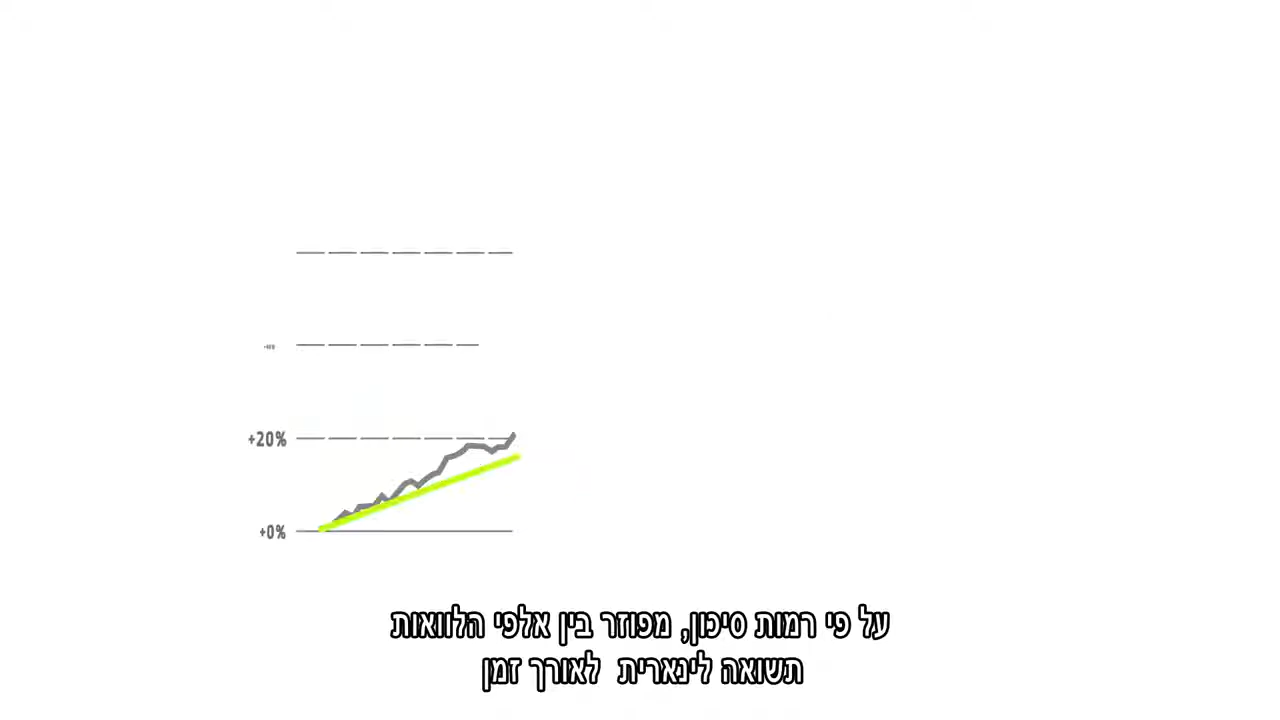 +20%
+0%
על פי רמות סיכון, מפוזר בין אלפי הלוואות
תשואה לינארית לאורך זמן